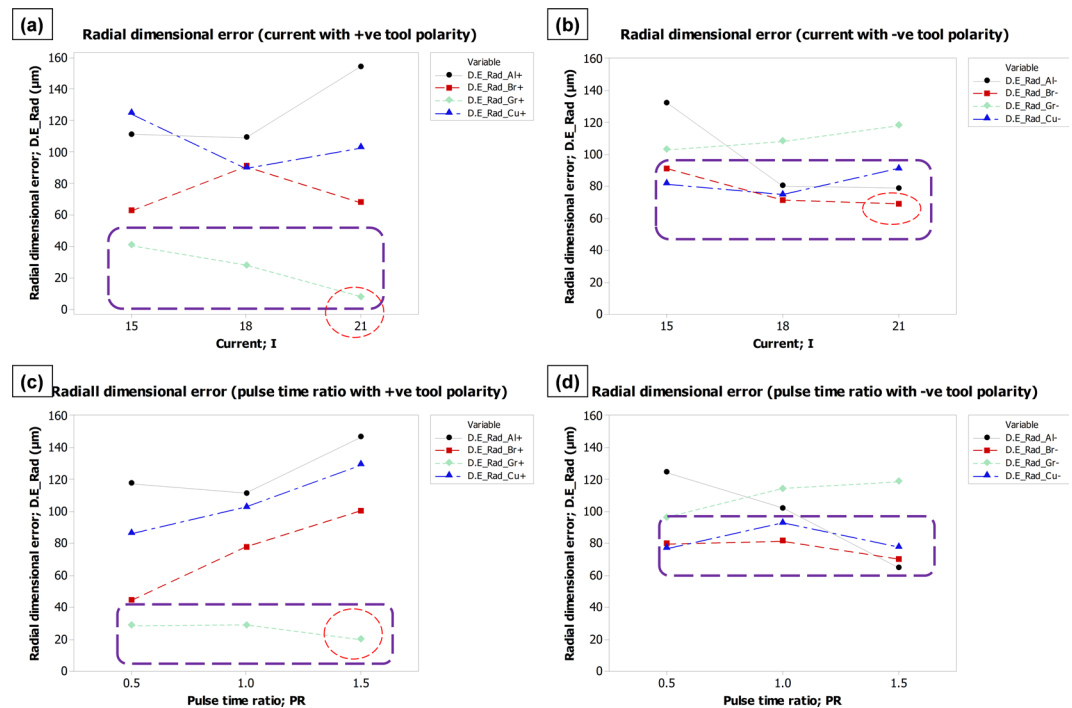 (a)
Radial dimensional error (current with +ve tool polarity)
Radial dimensional error; D.E_Rad (µm)
160
140
120
100
80
60
40
20
0
15
18
21
Current; I
Variable
D.E_Rad_Al+
D.E_Rad_Br+
D.E_Rad_Gr+
D.E_Rad_Cu+
(b)
Radial dimensional error (current with -ve tool polarity)
Radial dimensional error; D.E_Rad (µm)
160
140
120
100
80
60
40
20
0
15
18
21
Current; I
Variable
D.E_Rad_Al-
D.E_Rad_Br-
D.E_Rad_Gr-
D.E_Rad_Cu-
(c)
Radiall dimensional error (pulse time ratio with +ve tool polarity)
Radial dimensional error; D.E_Rad (µm)
160
140
120
100
80
60
40
20
0
0.5
1.0
1.5
Pulse time ratio; PR
Variable
D.E_Rad_Al+
D.E_Rad_Br+
D.E_Rad_Gr+
D.E_Rad_Cu+
(d)
Radial dimensional error (pulse time ratio with -ve tool polarity)
Radial dimensional error; D.E_Rad (µm)
160
140
120
100
80
60
40
20
0
0.5
1.0
1.5
Pulse time ratio; PR
Variable
D.E_Rad_Al-
D.E_Rad_Br-
D.E_Rad_Gr-
D.E_Rad_Cu-